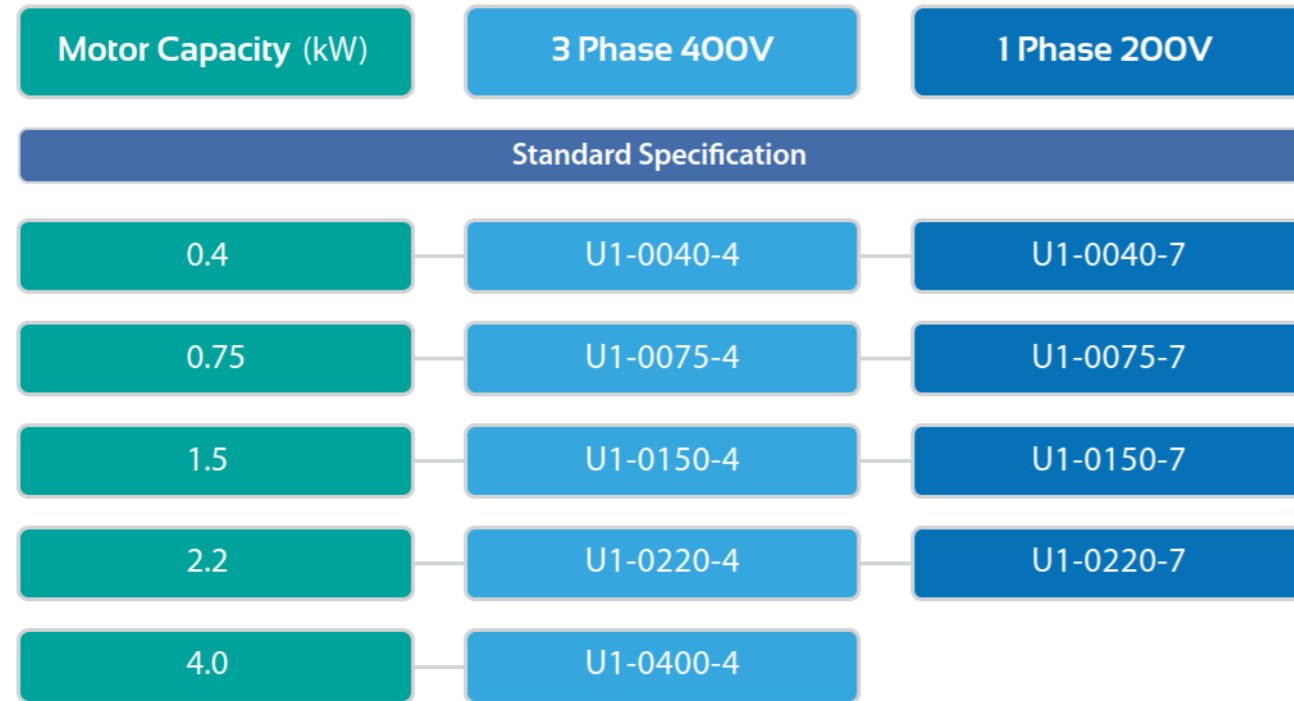 Motor Capacity (kW) 3 Phase 400V 1 Phase 200V
Standard Specification
0.4 U1-0040-4 U1-0040-7
0.75 U1-0075-4 U1-0075-7
1.5 U1-0150-4 U1-0150-7
2.2 U1-0220-4 U1-0220-7
4.0 U1-0400-4